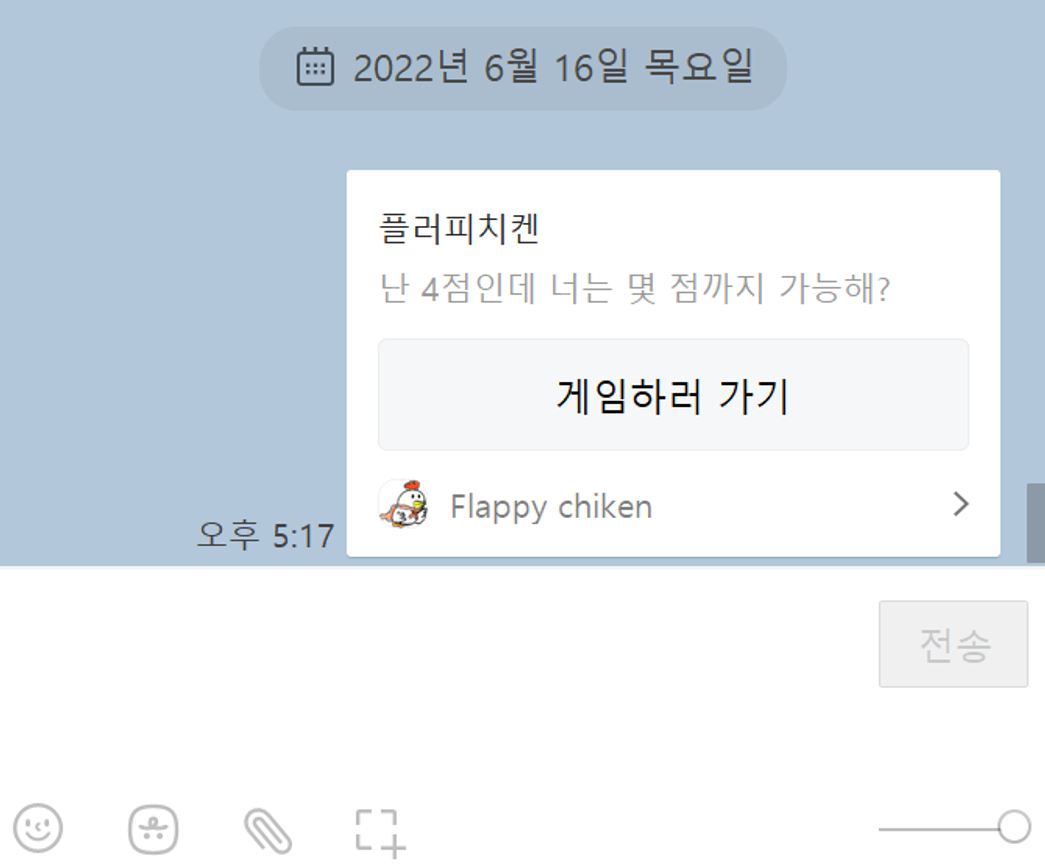 2022년 6월 16일 목요일
플러피치켄
난 4점인데 너는 몇 점까지 가능해?
게임하러 가기
Flappy chiken
오후 5:17
전송